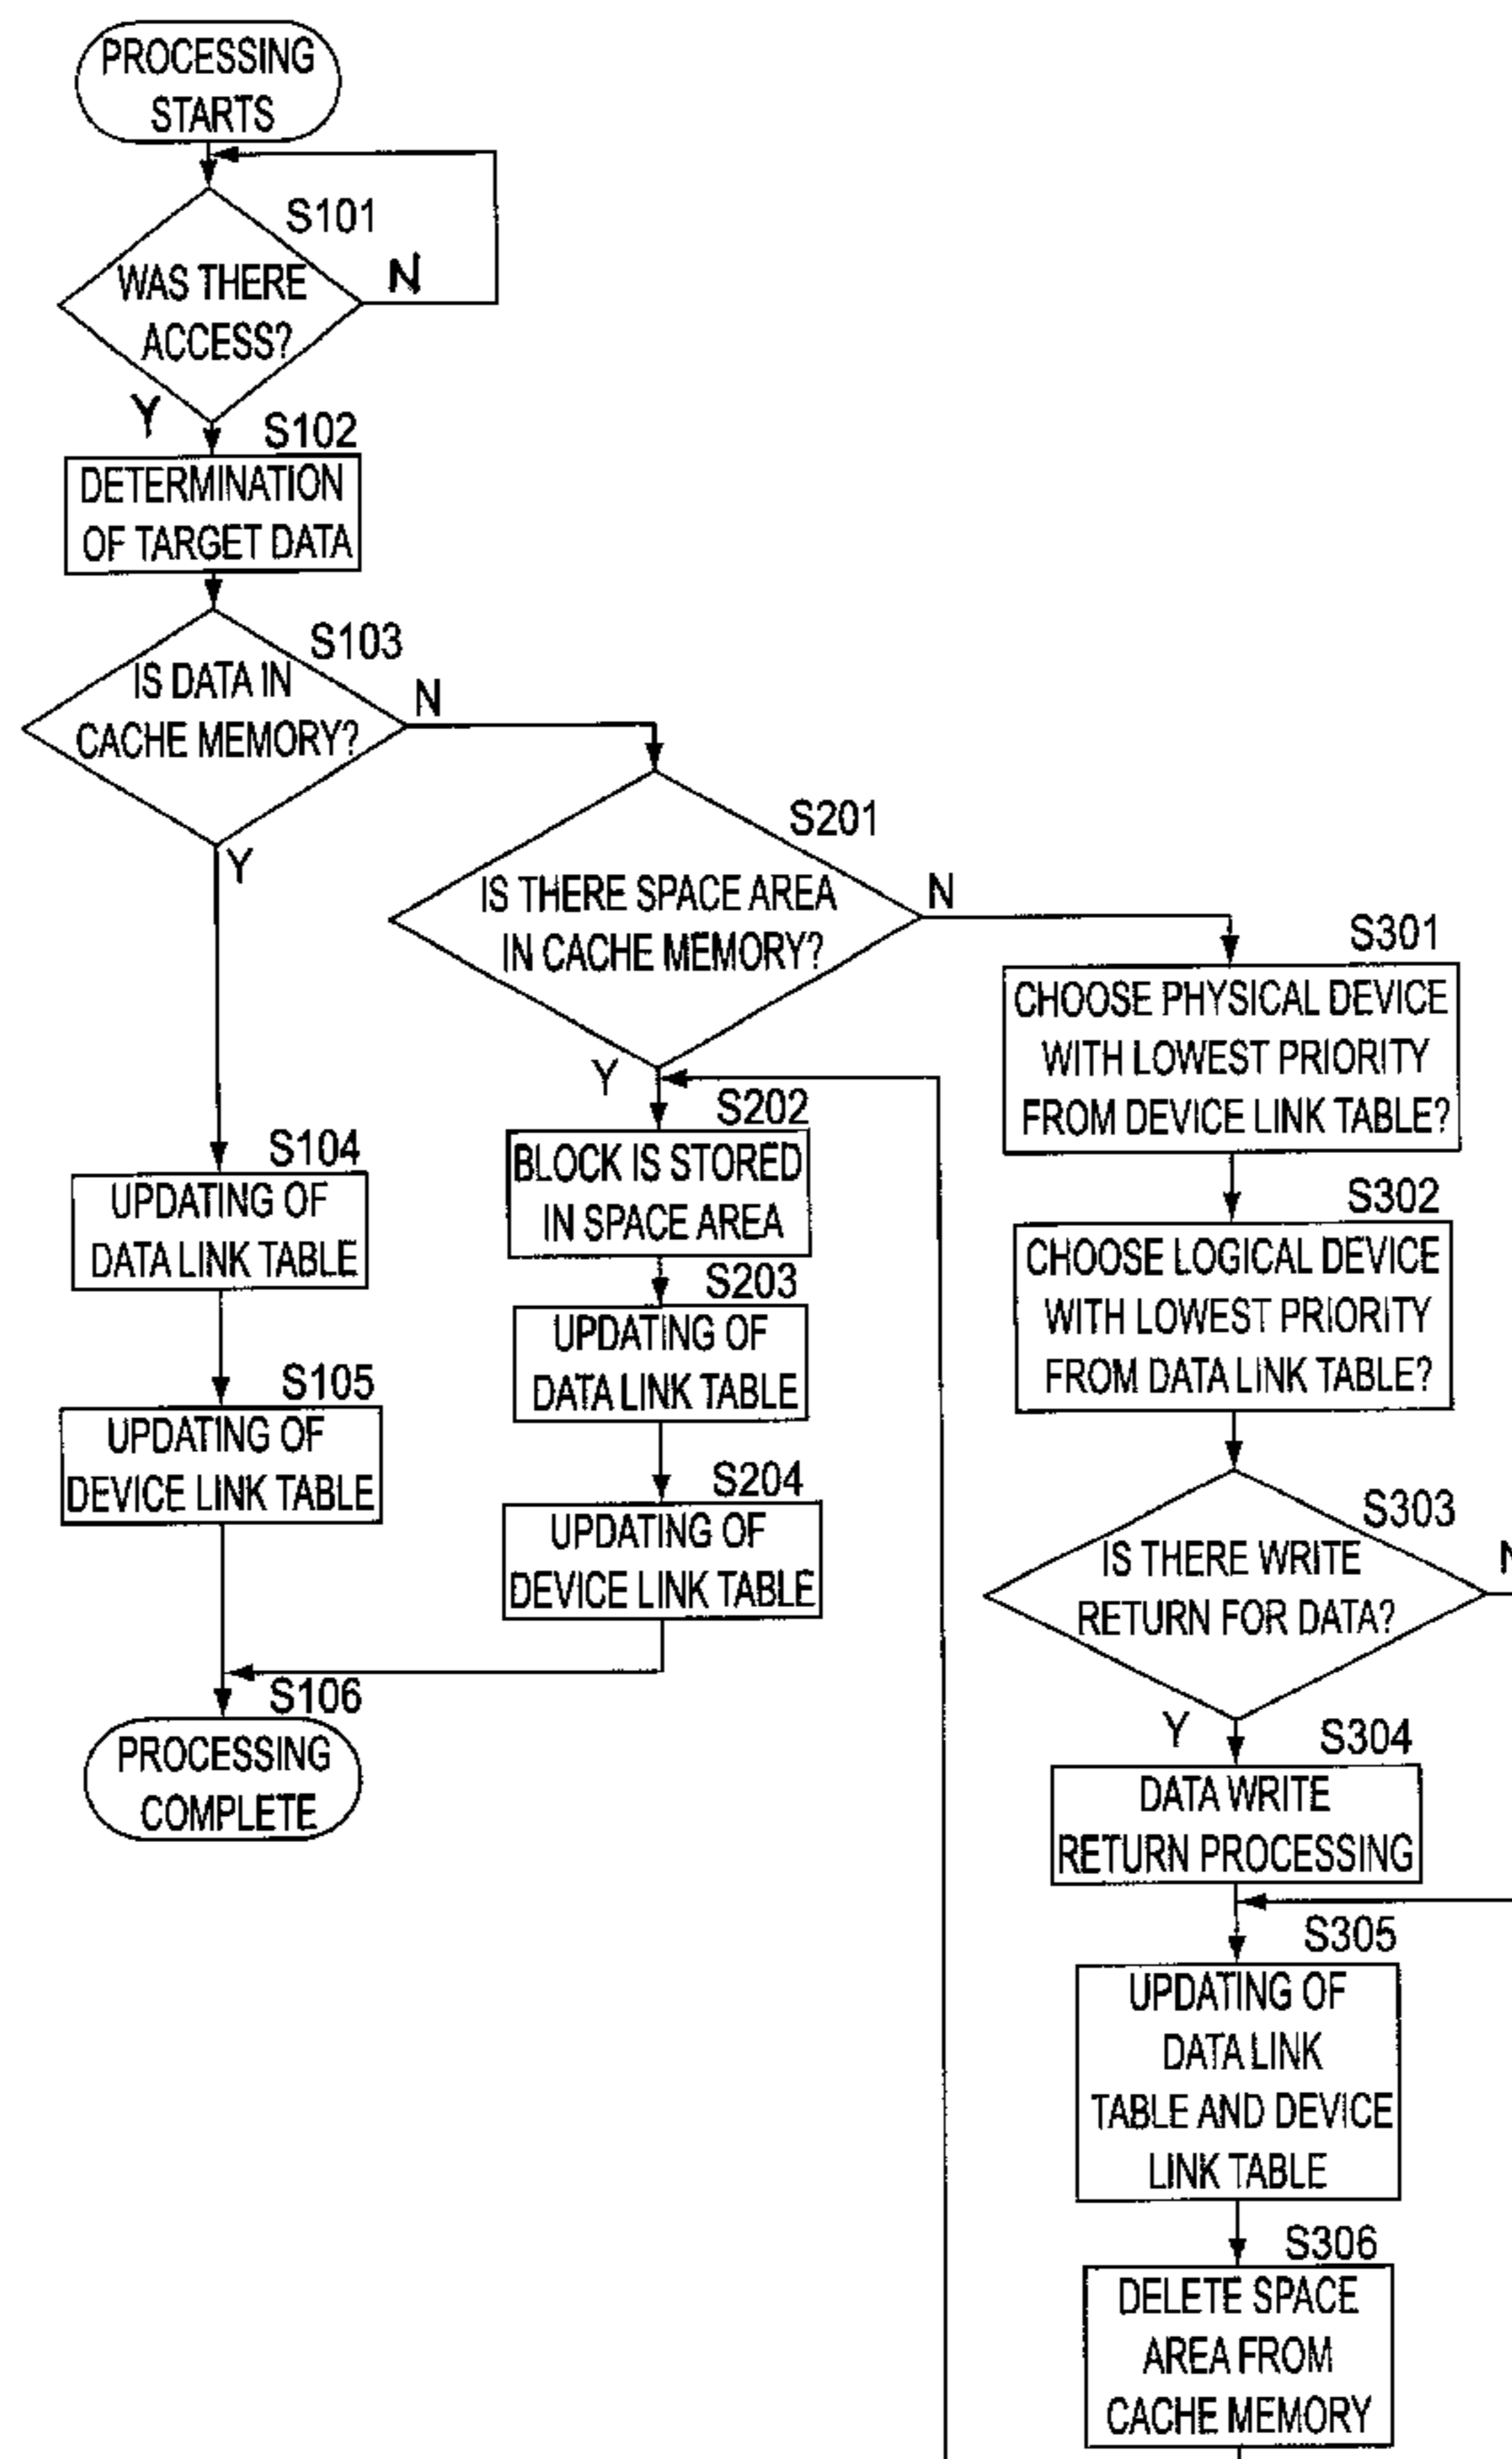 PROCESSING
STARTS
S101
WAS THERE
ACCESS?
N
Y
S102
DETERMINATION
OF TARGET DATA
S103
IS DATA IN
CACHE MEMORY?
N
Y
S104
UPDATING OF
DATA LINK TABLE
S105
UPDATING OF
DEVICE LINK TABLE
S106
PROCESSING
COMPLETE
S201
IS THERE SPACE AREA
IN CACHE MEMORY?
N
Y
S202
BLOCK IS STORED
IN SPACE AREA
S203
UPDATING OF
DATA LINK TABLE
S204
UPDATING OF
DEVICE LINK TABLE
S301
CHOOSE PHYSICAL DEVICE
WITH LOWEST PRIORITY
FROM DEVICE LINK TABLE?
S302
CHOOSE LOGICAL DEVICE
WITH LOWEST PRIORITY
FROM DATA LINK TABLE?
S303
IS THERE WRITE
RETURN FOR DATA?
N
Y
S304
DATA WRITE
RETURN PROCESSING
S305
UPDATING OF
DATA LINK
TABLE AND DEVICE
LINK TABLE
S306
DELETE SPACE
AREA FROM
CACHE MEMORY